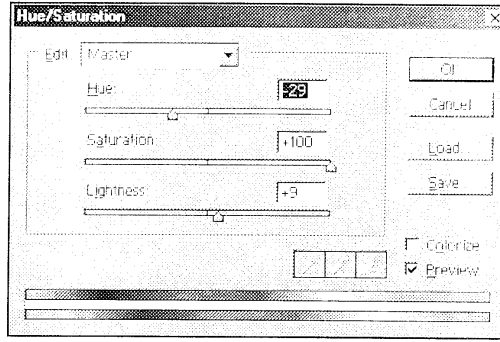 Hue/Saturation
Edit: Master
OK
Hue: -29
Cancel
Saturation: +100
Load...
Lightness: +9
Save...
Colorize
Preview